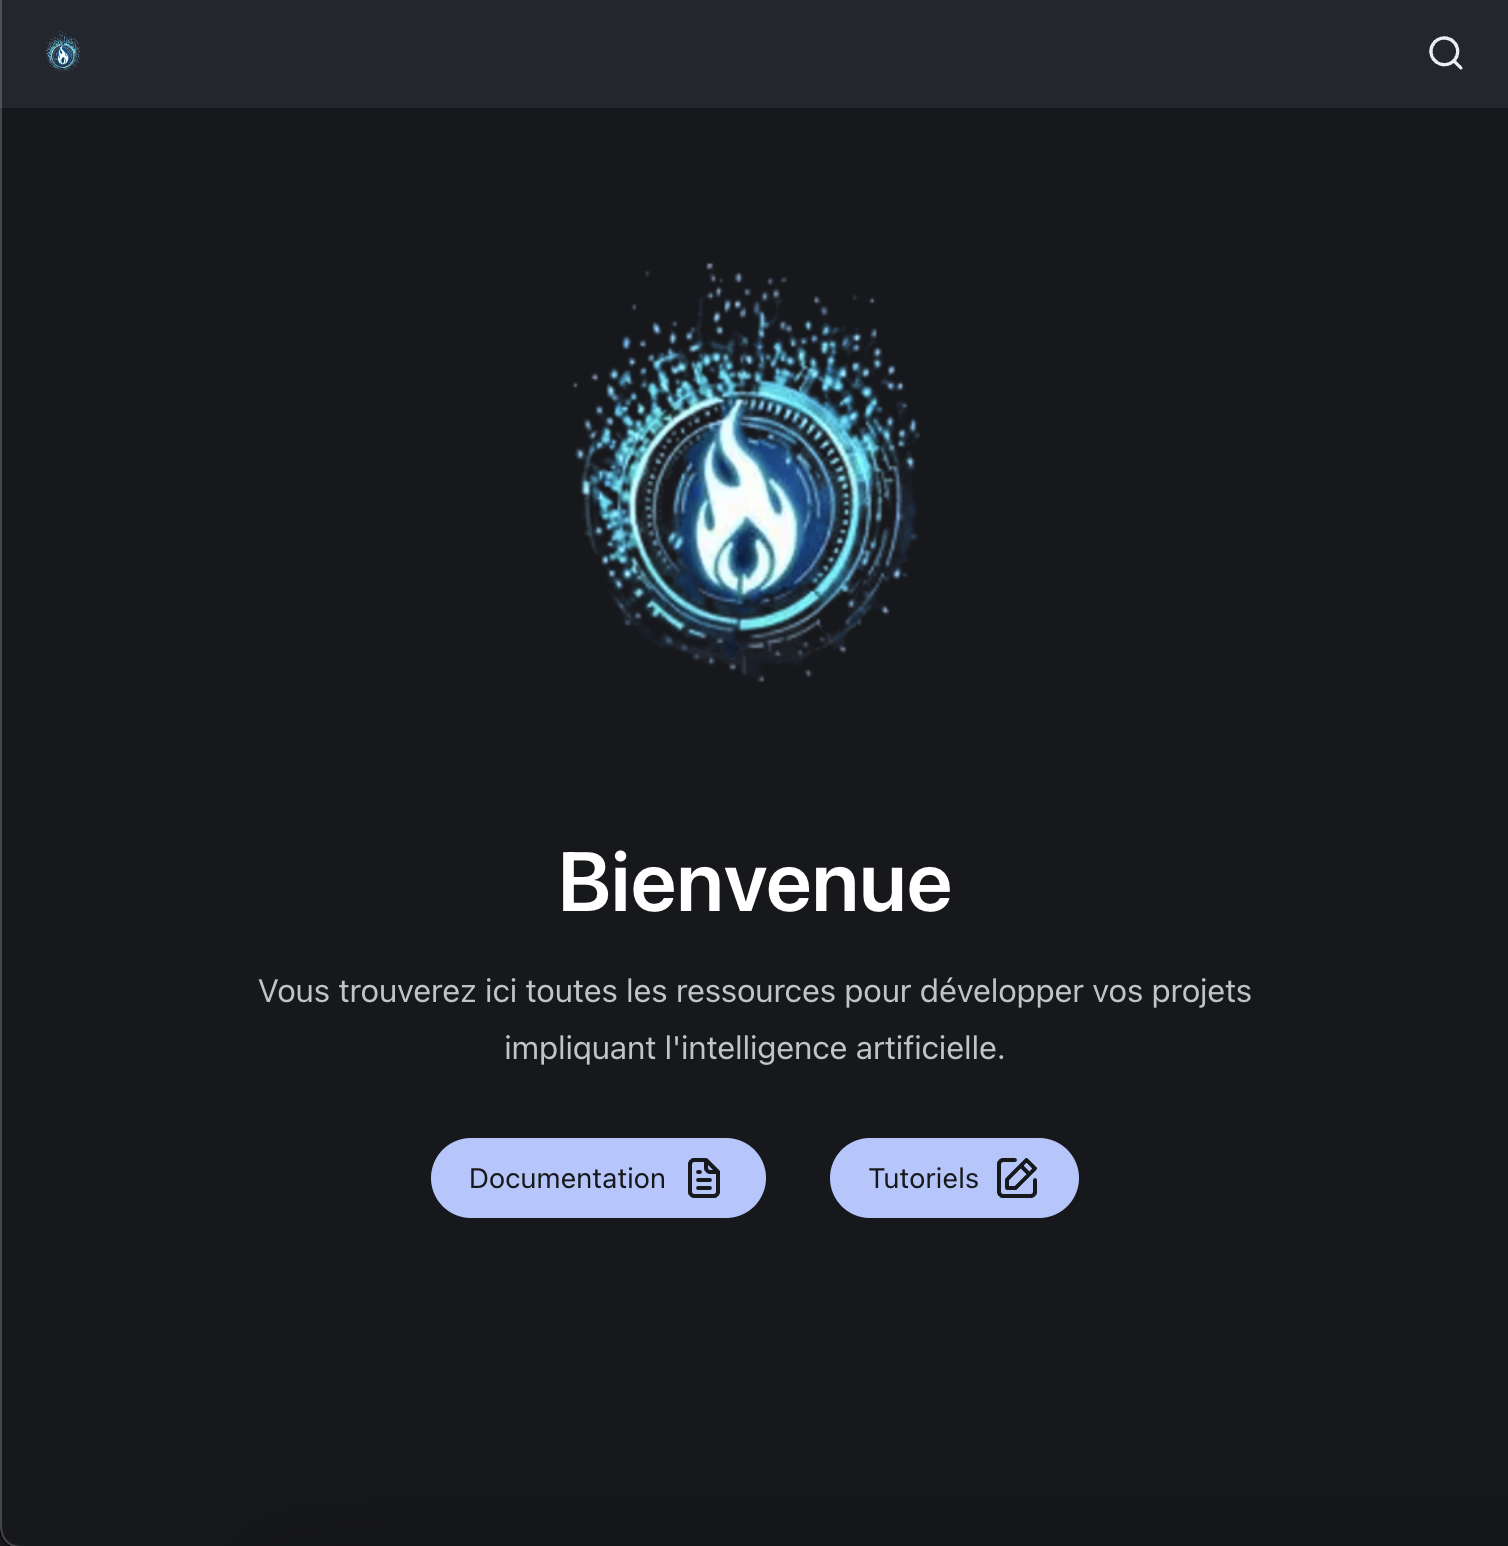 Bienvenue
Vous trouverez ici toutes les ressources pour développer vos projets
impliquant l'intelligence artificielle.
Documentation
Tutoriels